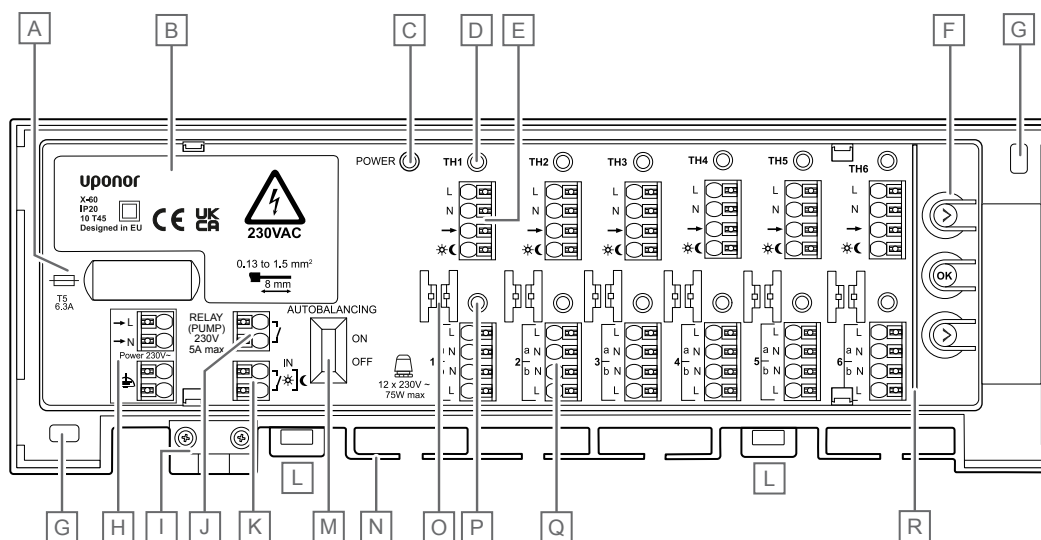 A
B
C
D
E
F
G
POWER
TH1
TH2
TH3
TH4
TH5
TH6
uponor
X-60
IP20
10 T45
Designed in EU
CE
UK
CA
230VAC
0.13 to 1.5 mm²
8 mm
T5
6.3A
L
N
L
N
L
N
L
N
L
N
L
N
OK
→ L
→ N
Power 230V~
RELAY
(PUMP)
230V
5A max
IN
AUTOBALANCING
ON
OFF
12 x 230V ~
75W max
1
a
b
L
N
N
L
2
a
b
L
N
N
L
3
a
b
L
N
N
L
4
a
b
L
N
N
L
5
a
b
L
N
N
L
6
a
b
L
N
N
L
L
L
G
H
I
J
K
M
N
O
P
Q
R